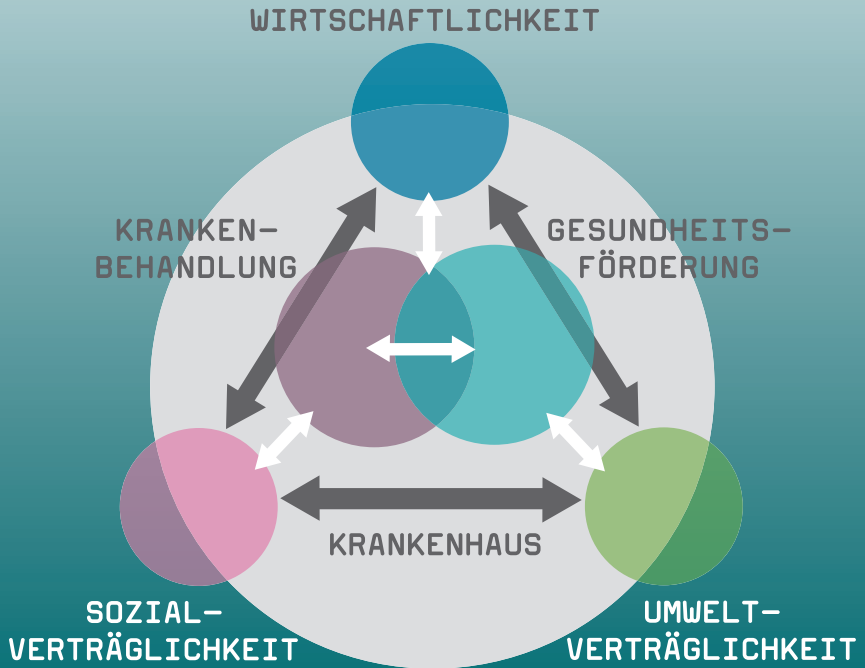 WIRTSCHAFTLICHKEIT
KRANKEN-
BEHANDLUNG
GESUNDHEITS-
FÖRDERUNG
KRANKENHAUS
SOZIAL-
VERTRÄGLICHKEIT
UMWELT-
VERTRÄGLICHKEIT